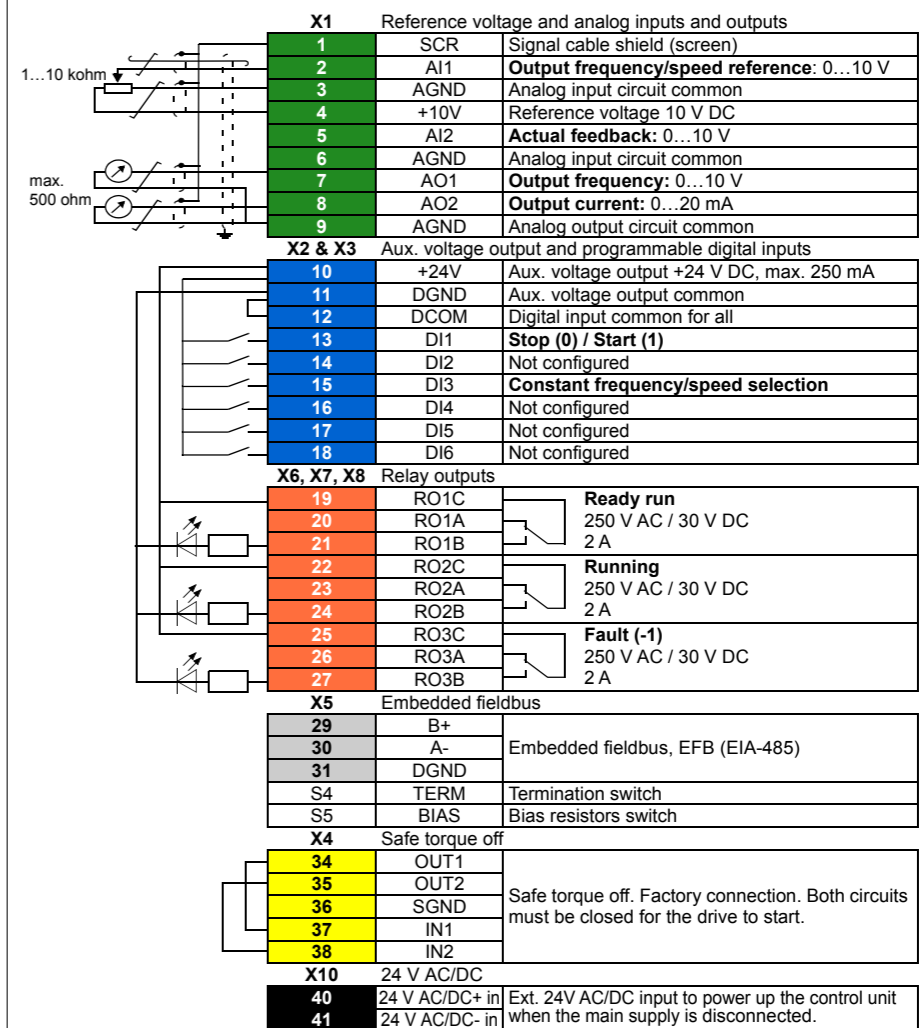 X1 Reference voltage and analog inputs and outputs
1 SCR Signal cable shield (screen)
1…10 kohm
2 AI1 Output frequency/speed reference: 0…10 V
3 AGND Analog input circuit common
4 +10V Reference voltage 10 V DC
5 AI2 Actual feedback: 0…10 V
6 AGND Analog input circuit common
max.
500 ohm
7 AO1 Output frequency: 0…10 V
8 AO2 Output current: 0…20 mA
9 AGND Analog output circuit common
X2 & X3 Aux. voltage output and programmable digital inputs
10 +24V Aux. voltage output +24 V DC, max. 250 mA
11 DGND Aux. voltage output common
12 DCOM Digital input common for all
13 DI1 Stop (0) / Start (1)
14 DI2 Not configured
15 DI3 Constant frequency/speed selection
16 DI4 Not configured
17 DI5 Not configured
18 DI6 Not configured
X6, X7, X8 Relay outputs
19 RO1C Ready run
20 RO1A 250 V AC / 30 V DC
21 RO1B 2 A
22 RO2C Running
23 RO2A 250 V AC / 30 V DC
24 RO2B 2 A
25 RO3C Fault (-1)
26 RO3A 250 V AC / 30 V DC
27 RO3B 2 A
X5 Embedded fieldbus
29 B+
30 A- Embedded fieldbus, EFB (EIA-485)
31 DGND
S4 TERM Termination switch
S5 BIAS Bias resistors switch
X4 Safe torque off
34 OUT1
35 OUT2
36 SGND
37 IN1
38 IN2
Safe torque off. Factory connection. Both circuits
must be closed for the drive to start.
X10 24 V AC/DC
40 24 V AC/DC+ in Ext. 24V AC/DC input to power up the control unit
41 24 V AC/DC- in when the main supply is disconnected.